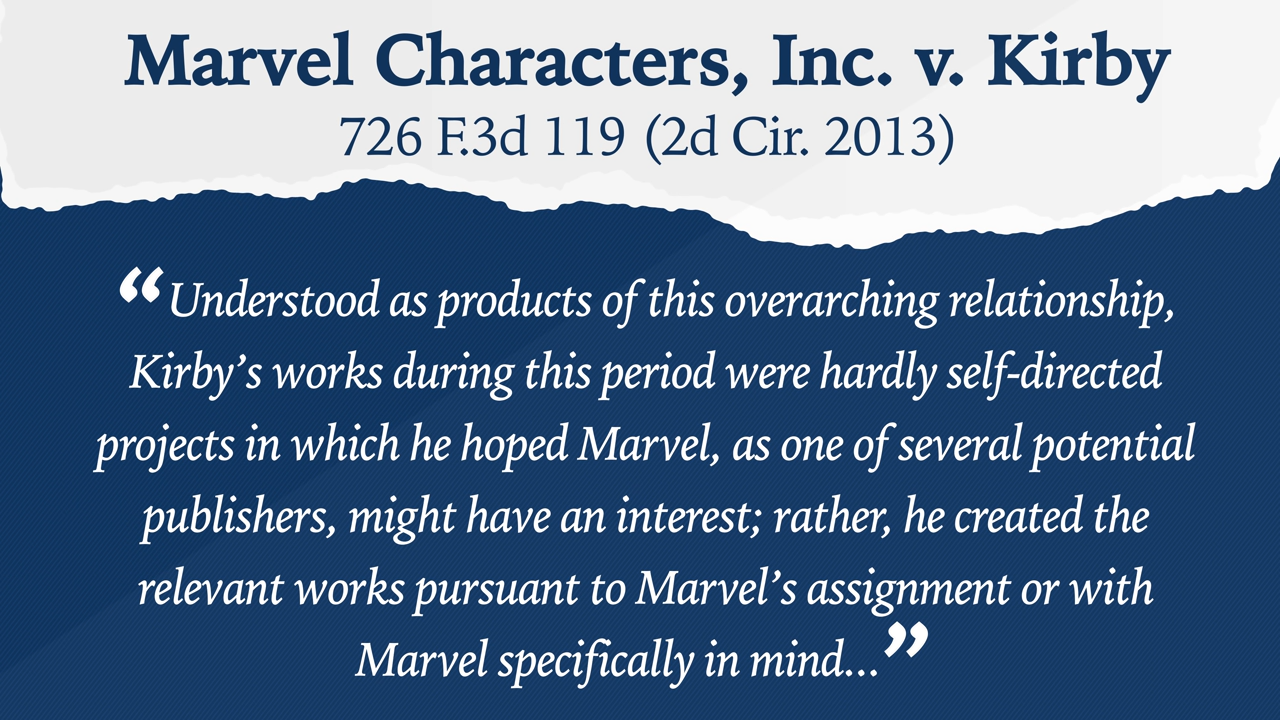 Marvel Characters, Inc. v. Kirby
726 F.3d 119 (2d Cir. 2013)
“Understood as products of this overarching relationship,
Kirby’s works during this period were hardly self-directed
projects in which he hoped Marvel, as one of several potential
publishers, might have an interest; rather, he created the
relevant works pursuant to Marvel’s assignment or with
Marvel specifically in mind...”